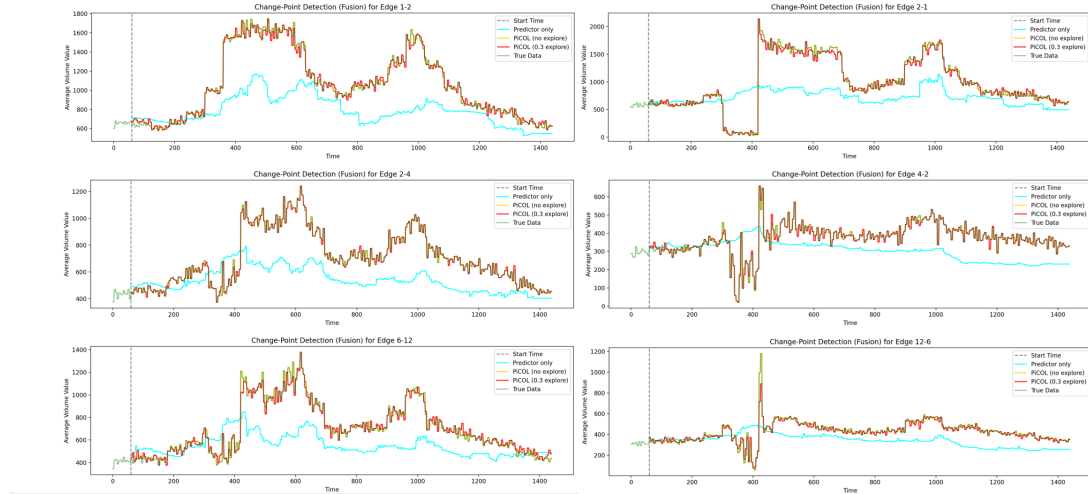 Change-Point Detection (Fusion) for Edge 1-2
1800
1600
1400
1200
1000
800
600
Average Volume Value
0
200
400
600
800
1000
1200
1400
Time
Start Time
Predictor only
PiCOL (no explore)
PiCOL (0.3 explore)
True Data
Change-Point Detection (Fusion) for Edge 2-1
2000
1500
1000
500
0
Average Volume Value
0
200
400
600
800
1000
1200
1400
Time
Start Time
Predictor only
PiCOL (no explore)
PiCOL (0.3 explore)
True Data
Change-Point Detection (Fusion) for Edge 2-4
1200
1000
800
600
400
Average Volume Value
0
200
400
600
800
1000
1200
1400
Time
Start Time
Predictor only
PiCOL (no explore)
PiCOL (0.3 explore)
True Data
Change-Point Detection (Fusion) for Edge 4-2
600
500
400
300
200
100
0
Average Volume Value
0
200
400
600
800
1000
1200
1400
Time
Start Time
Predictor only
PiCOL (no explore)
PiCOL (0.3 explore)
True Data
Change-Point Detection (Fusion) for Edge 6-12
1400
1200
1000
800
600
400
Average Volume Value
0
200
400
600
800
1000
1200
1400
Time
Start Time
Predictor only
PiCOL (no explore)
PiCOL (0.3 explore)
True Data
Change-Point Detection (Fusion) for Edge 12-6
1200
1000
800
600
400
200
Average Volume Value
0
200
400
600
800
1000
1200
1400
Time
Start Time
Predictor only
PiCOL (no explore)
PiCOL (0.3 explore)
True Data